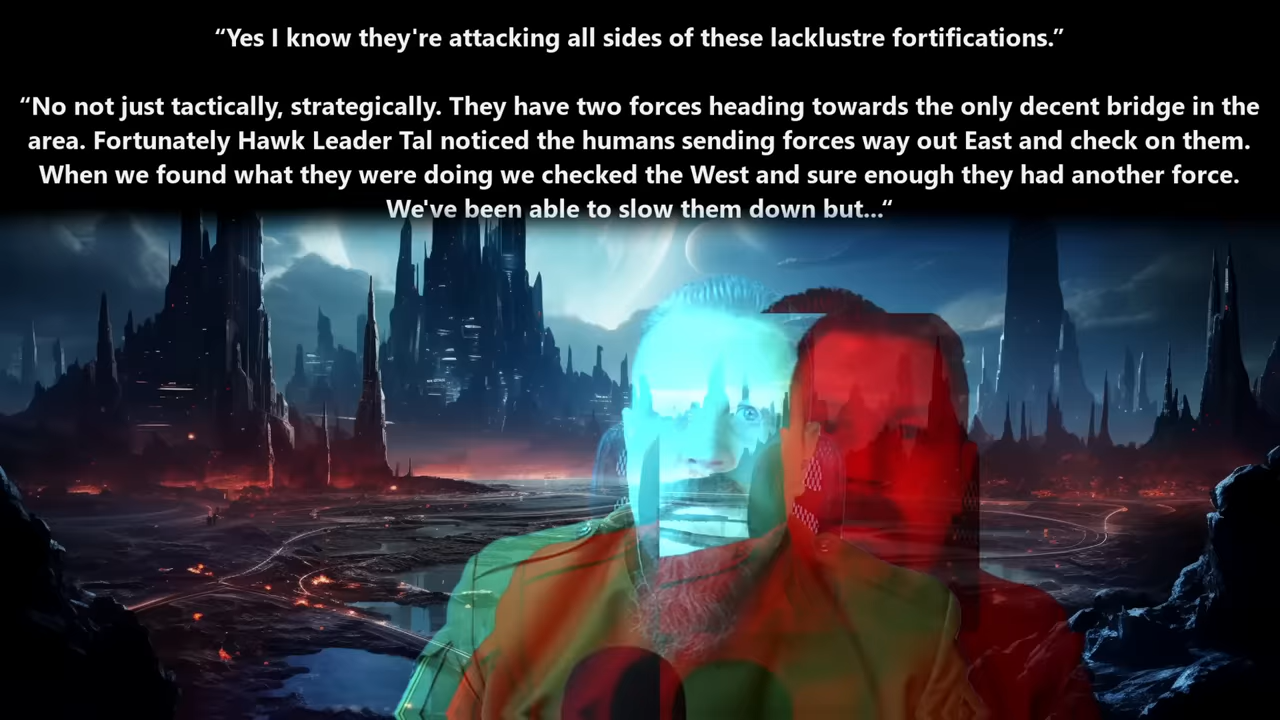 “Yes I know they're attacking all sides of these lacklustre fortifications.”
“No not just tactically, strategically. They have two forces heading towards the only decent bridge in the
area. Fortunately Hawk Leader Tal noticed the humans sending forces way out East and check on them.
When we found what they were doing we checked the West and sure enough they had another force.
We've been able to slow them down but...“